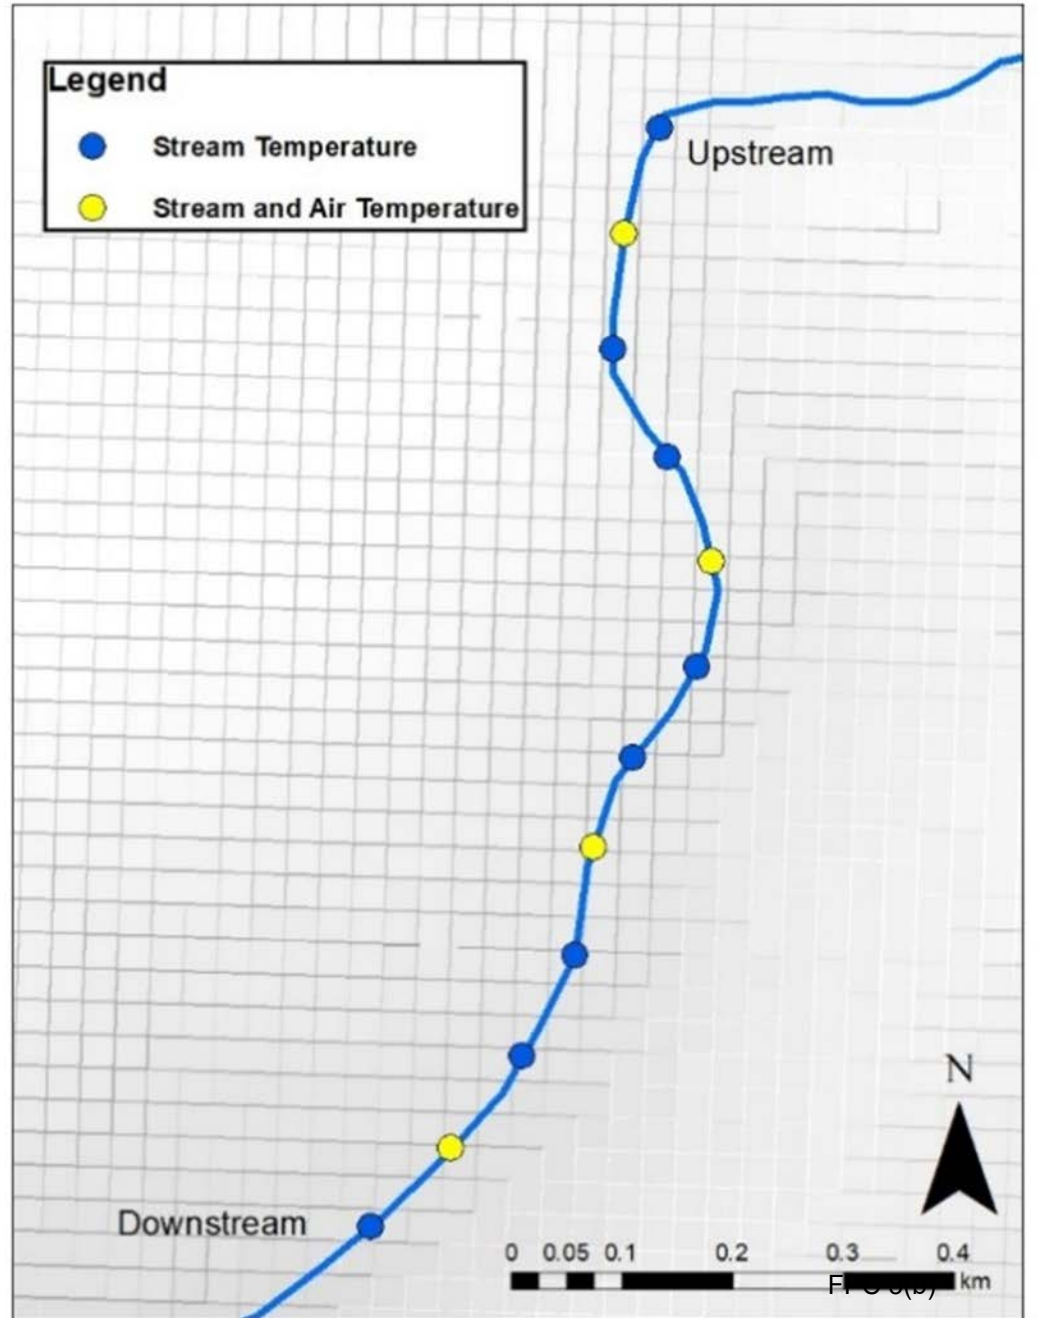 Legend
Stream Temperature
Stream and Air Temperature
Upstream
N
Downstream
0 0.05 0.1 0.2 0.3 0.4
km